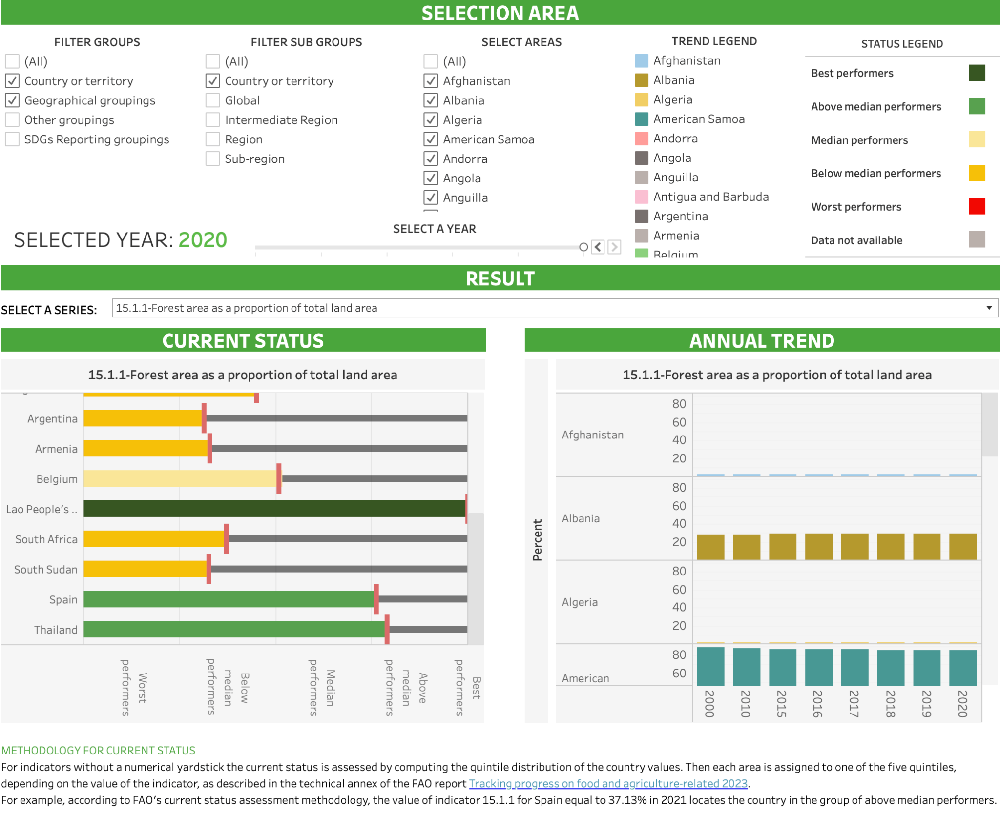 SELECTION AREA
FILTER GROUPS
(All)
Country or territory
Geographical groupings
Other groupings
SDGs Reporting groupings
FILTER SUB GROUPS
(All)
Country or territory
Global
Intermediate Region
Region
Sub-region
SELECT AREAS
(All)
Afghanistan
Albania
Algeria
American Samoa
Andorra
Angola
Anguilla
TREND LEGEND
Afghanistan
Albania
Algeria
American Samoa
Andorra
Angola
Anguilla
Antigua and Barbuda
Argentina
Armenia
Belgium
STATUS LEGEND
Best performers
Above median performers
Median performers
Below median performers
Worst performers
Data not available
SELECTED YEAR: 2020
SELECT A YEAR
RESULT
SELECT A SERIES:
15.1.1-Forest area as a proportion of total land area
CURRENT STATUS
15.1.1-Forest area as a proportion of total land area
Argentina
Armenia
Belgium
Lao People's ..
South Africa
South Sudan
Spain
Thailand
Worst
performers
Below
median
performers
Median
performers
Above
median
performers
Best
performers
ANNUAL TREND
15.1.1-Forest area as a proportion of total land area
Percent
Afghanistan
80
60
40
20
Albania
80
60
40
20
Algeria
80
60
40
20
American
80
60
2000
2010
2015
2016
2017
2018
2019
2020
METHODOLOGY FOR CURRENT STATUS
For indicators without a numerical yardstick the current status is assessed by computing the quintile distribution of the country values. Then each area is assigned to one of the five quintiles,
depending on the value of the indicator, as described in the technical annex of the FAO report Tracking progress on food and agriculture-related 2023.
For example, according to FAO's current status assessment methodology, the value of indicator 15.1.1 for Spain equal to 37.13% in 2021 locates the country in the group of above median performers.